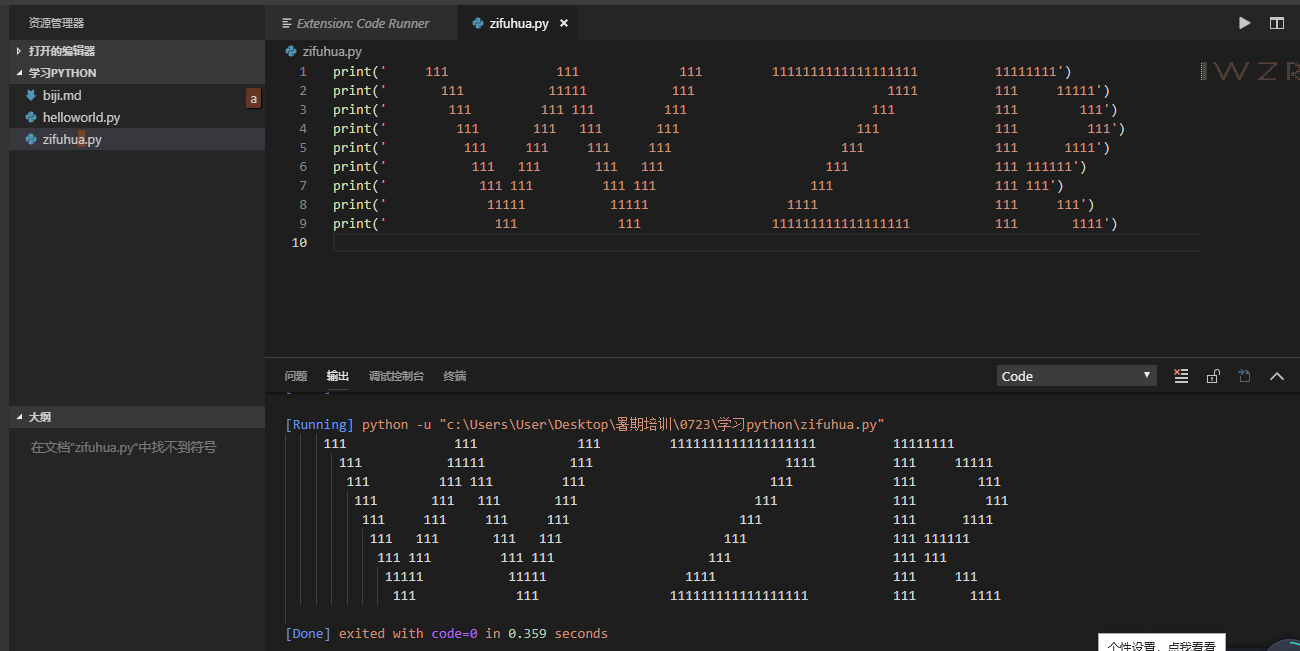 资源管理器
打开的编辑器
学习PYTHON
biji.md
a
helloworld.py
zifuhua.py
大纲
在文档"zifuhua.py"中找不到符号
Extension: Code Runner
zifuhua.py
zifuhua.py
1 print('     111              111             111         1111111111111111111          11111111')
2 print('       111           11111           111                         1111          111     11111')
3 print('        111         111 111         111                        111             111        111')
4 print('         111       111   111       111                       111               111         111')
5 print('          111     111     111     111                      111                 111      1111')
6 print('           111   111       111   111                     111                   111 111111')
7 print('            111 111         111 111                    111                     111 111')
8 print('             11111           11111                  1111                       111     111')
9 print('              111             111                 111111111111111111           111       1111')
10
问题 输出 调试控制台 终端
Code
[Running] python -u "c:\Users\User\Desktop\暑期培训\0723\学习python\zifuhua.py"
     111              111             111         1111111111111111111          11111111
       111           11111           111                         1111          111     11111
        111         111 111         111                        111             111        111
         111       111   111       111                       111               111         111
          111     111     111     111                      111                 111      1111
           111   111       111   111                     111                   111 111111
            111 111         111 111                    111                     111 111
             11111           11111                  1111                       111     111
              111             111                 111111111111111111           111       1111
[Done] exited with code=0 in 0.359 seconds
个性设置，点我看看